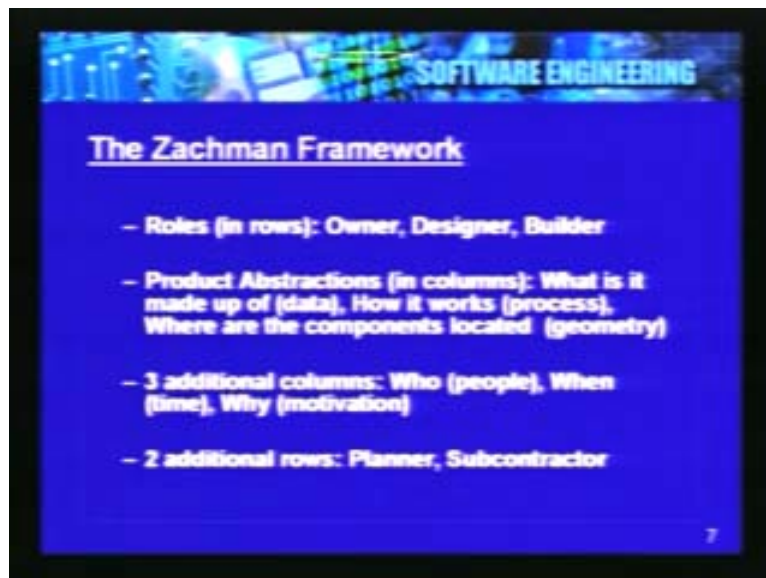 SOFTWARE ENGINEERING
The Zachman Framework
– Roles (in rows): Owner, Designer, Builder
– Product Abstractions (in columns): What is it
made up of (data), How it works (process),
Where are the components located (geometry)
– 3 additional columns: Who (people), When
(time), Why (motivation)
– 2 additional rows: Planner, Subcontractor
7